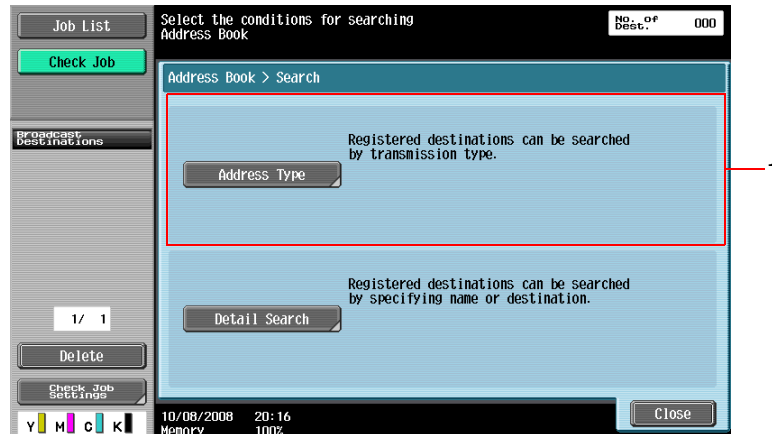 Job List
Check Job
Broadcast
Destinations
1/ 1
Delete
Check Job
Settings
Y M C K
Select the conditions for searching
Address Book
No. of
Dest. 000
Address Book > Search
Registered destinations can be searched
by transmission type.
Address Type
Registered destinations can be searched
by specifying name or destination.
Detail Search
10/08/2008 20:16
Memory 100%
Close